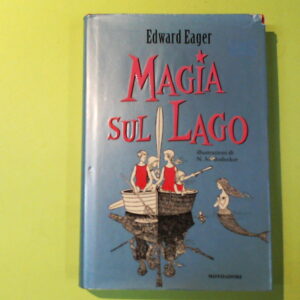 Edward Eager
MAGIA
SUL LAGO
illustrazioni di
N. M. Bodecker
MONDADORI